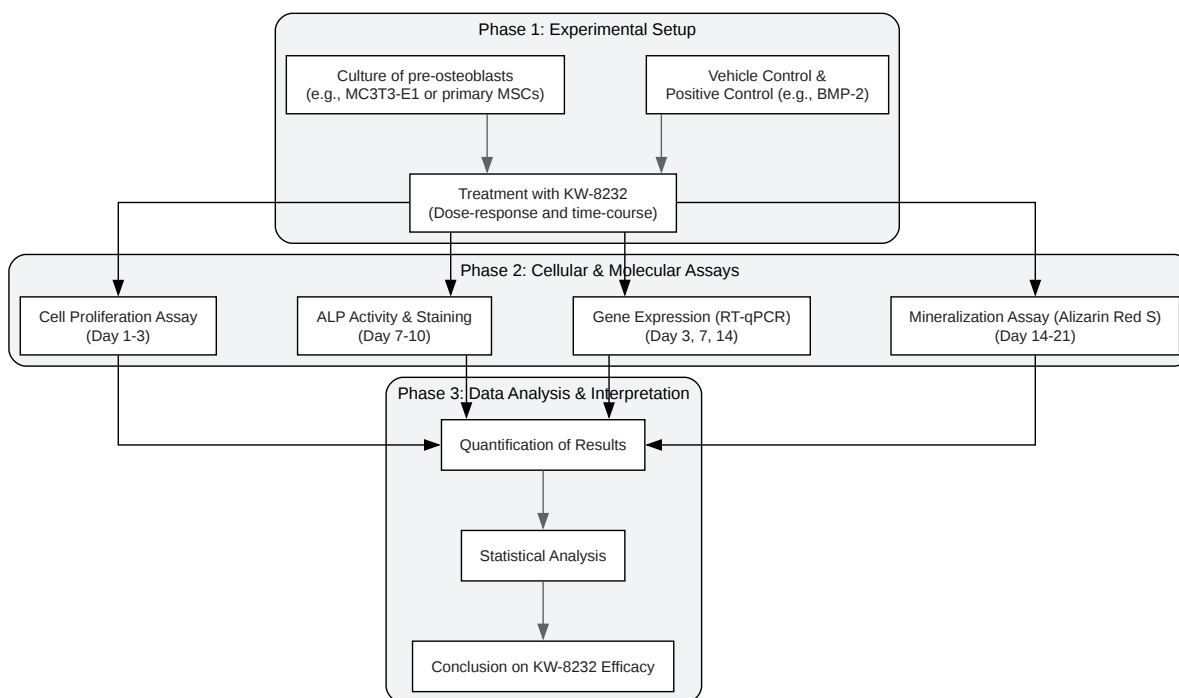 Phase 1: Experimental Setup
Culture of pre-osteoblasts
(e.g., MC3T3-E1 or primary MSCs)
Vehicle Control &
Positive Control (e.g., BMP-2)
Treatment with KW-8232
(Dose-response and time-course)
Phase 2: Cellular & Molecular Assays
Cell Proliferation Assay
(Day 1-3)
ALP Activity & Staining
(Day 7-10)
Gene Expression (RT-qPCR)
(Day 3, 7, 14)
Mineralization Assay (Alizarin Red S)
(Day 14-21)
Phase 3: Data Analysis & Interpretation
Quantification of Results
Statistical Analysis
Conclusion on KW-8232 Efficacy